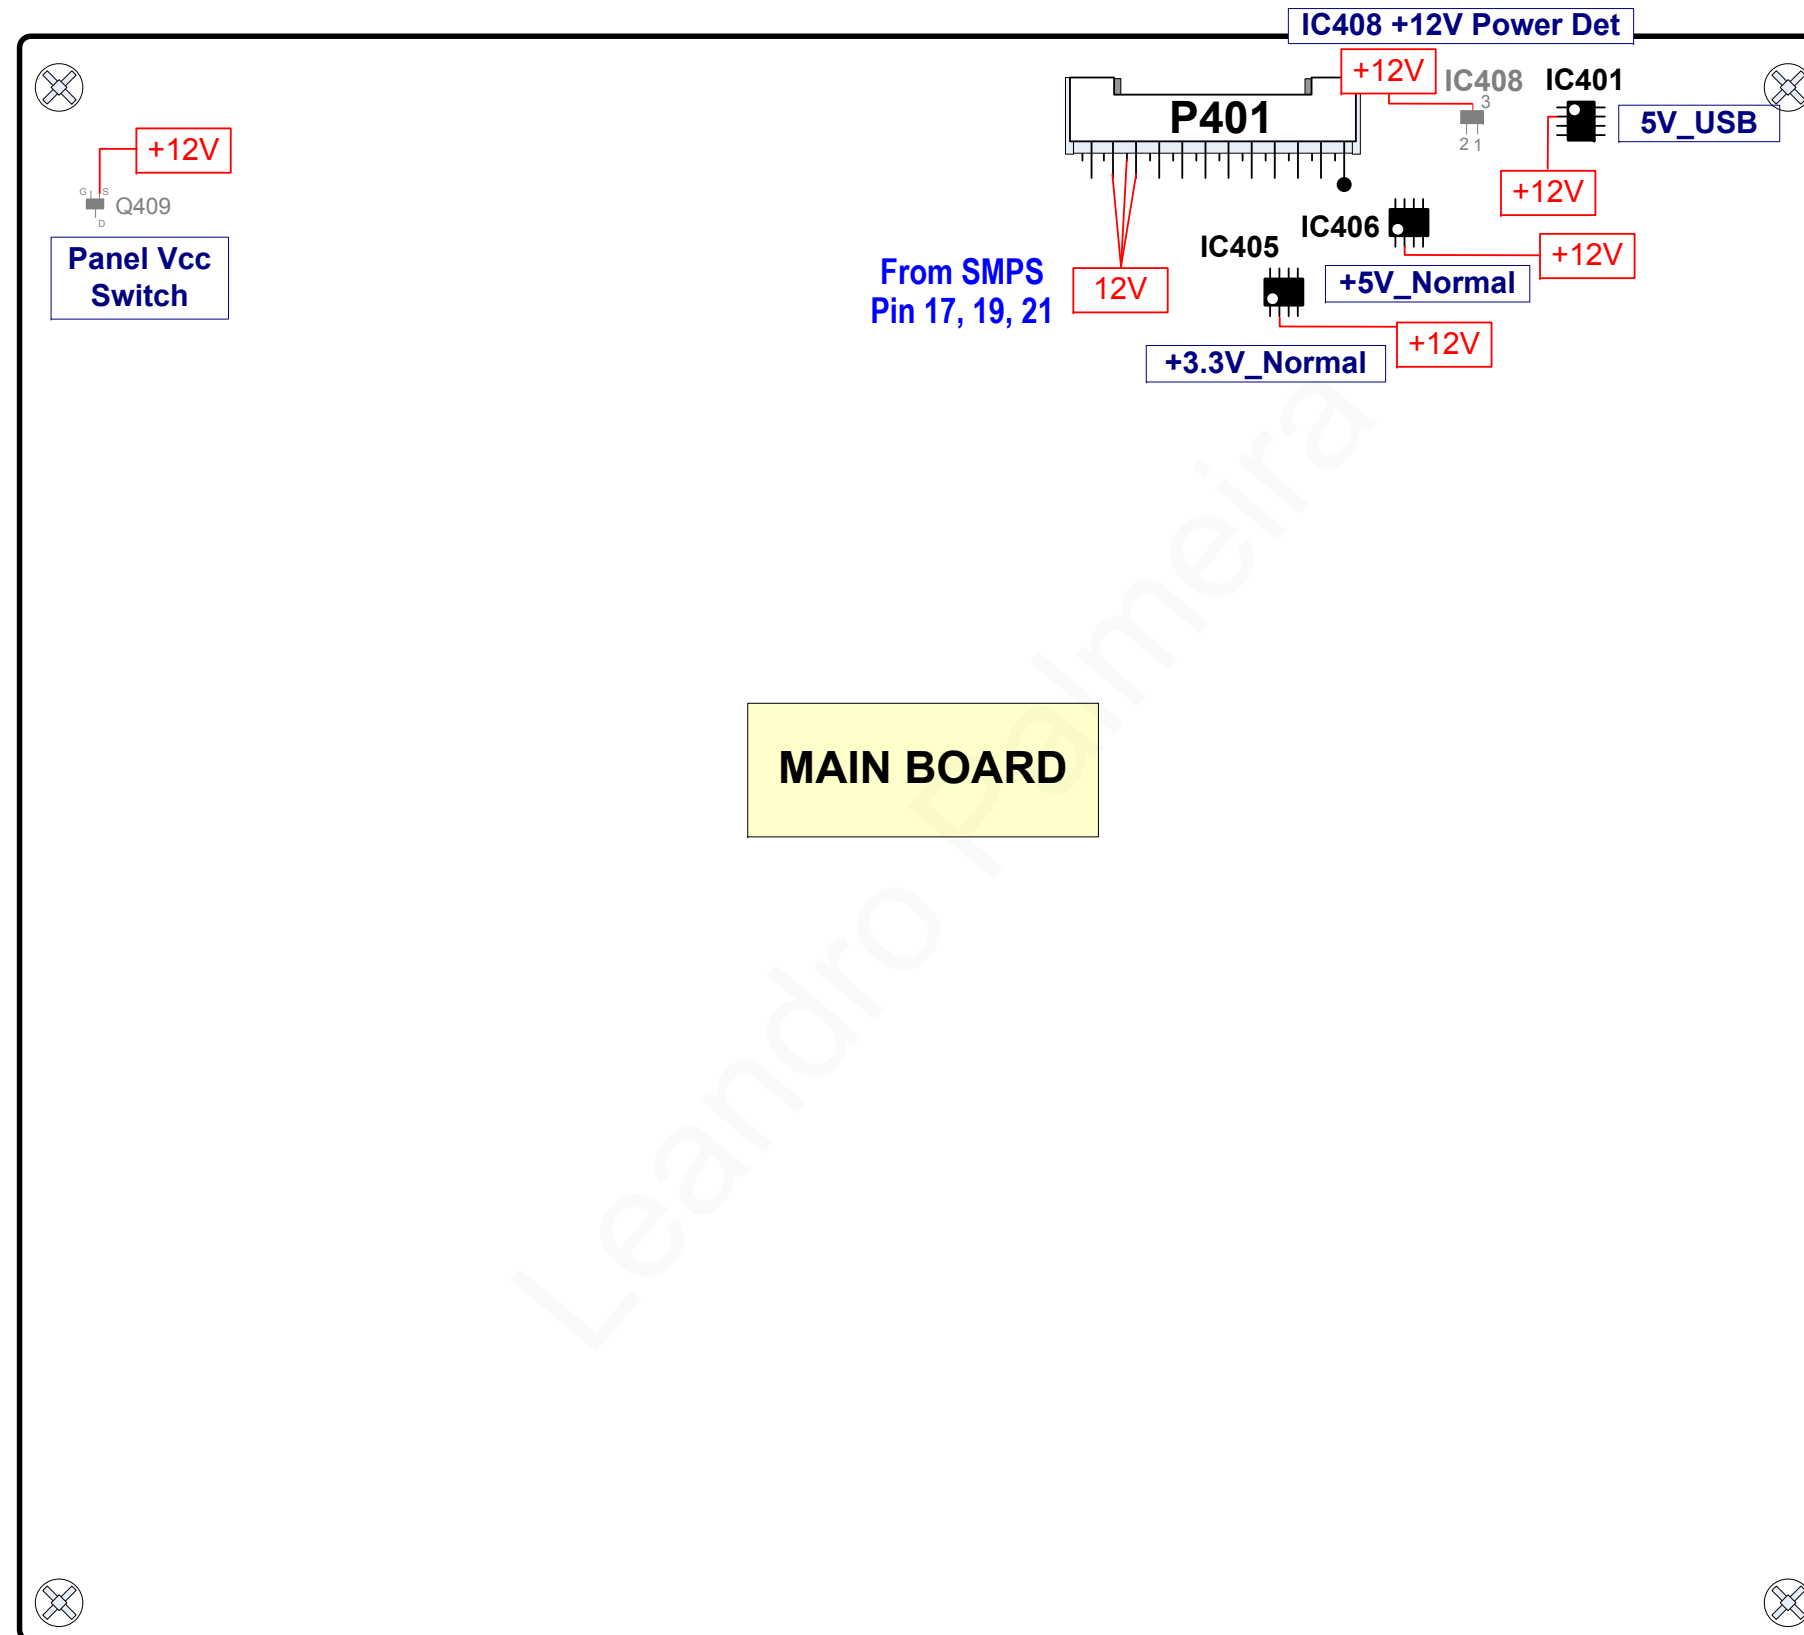 IC408 +12V Power Det
+12V
IC408
3
2 1
IC401
5V_USB
+12V
P401
+12V
G S
Q409
D
Panel Vcc
Switch
IC406
+12V
+5V_Normal
IC405
From SMPS
Pin 17, 19, 21
12V
+12V
+3.3V_Normal
MAIN BOARD
Leandro Palmeira